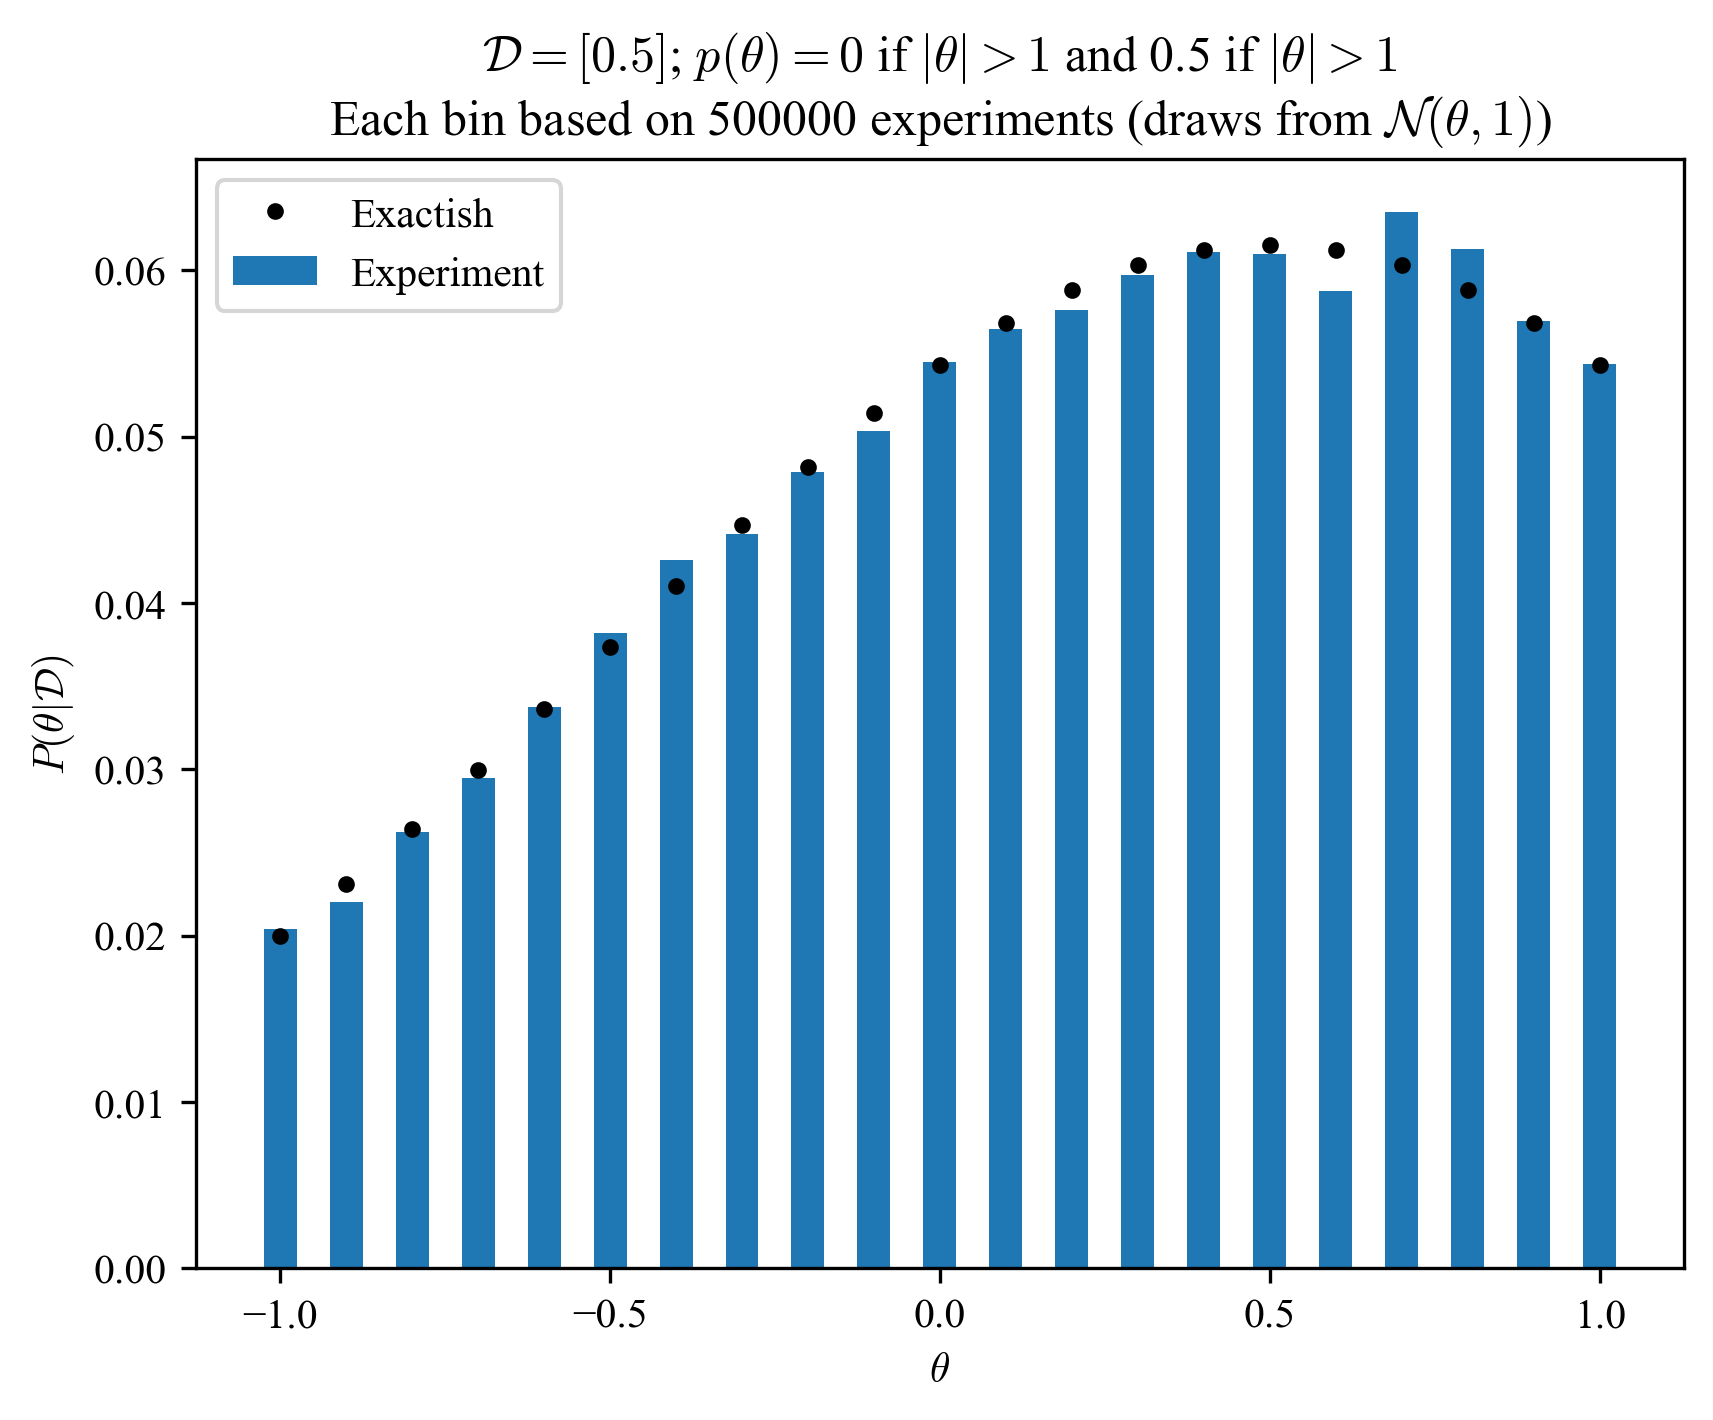 𝒟 = [0.5]; p(θ) = 0 if |θ| > 1 and 0.5 if |θ| > 1
Each bin based on 500000 experiments (draws from 𝒩(θ, 1))
Exactish
Experiment
0.06
0.05
0.04
0.03
0.02
0.01
0.00
P(θ|𝒟)
−1.0
−0.5
0.0
0.5
1.0
θ